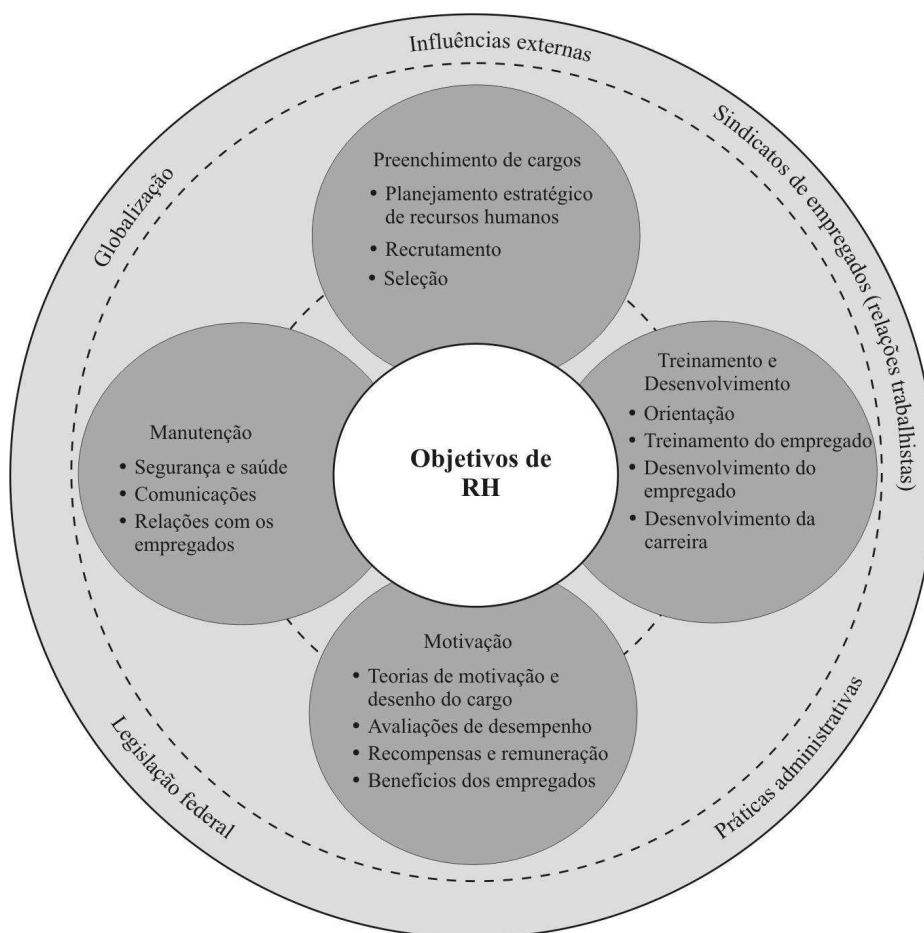 Influências externas
Globalização
Sindicatos de empregados (relações trabalhistas)
Preenchimento de cargos
• Planejamento estratégico
de recursos humanos
• Recrutamento
• Seleção
Treinamento e
Desenvolvimento
• Orientação
• Treinamento do empregado
• Desenvolvimento do
empregado
• Desenvolvimento da
carreira
Manutenção
• Segurança e saúde
• Comunicações
• Relações com os
empregados
Objetivos de
RH
Motivação
• Teorias de motivação e
desenho do cargo
• Avaliações de desempenho
• Recompensas e remuneração
• Benefícios dos empregados
Legislação federal
Práticas administrativas